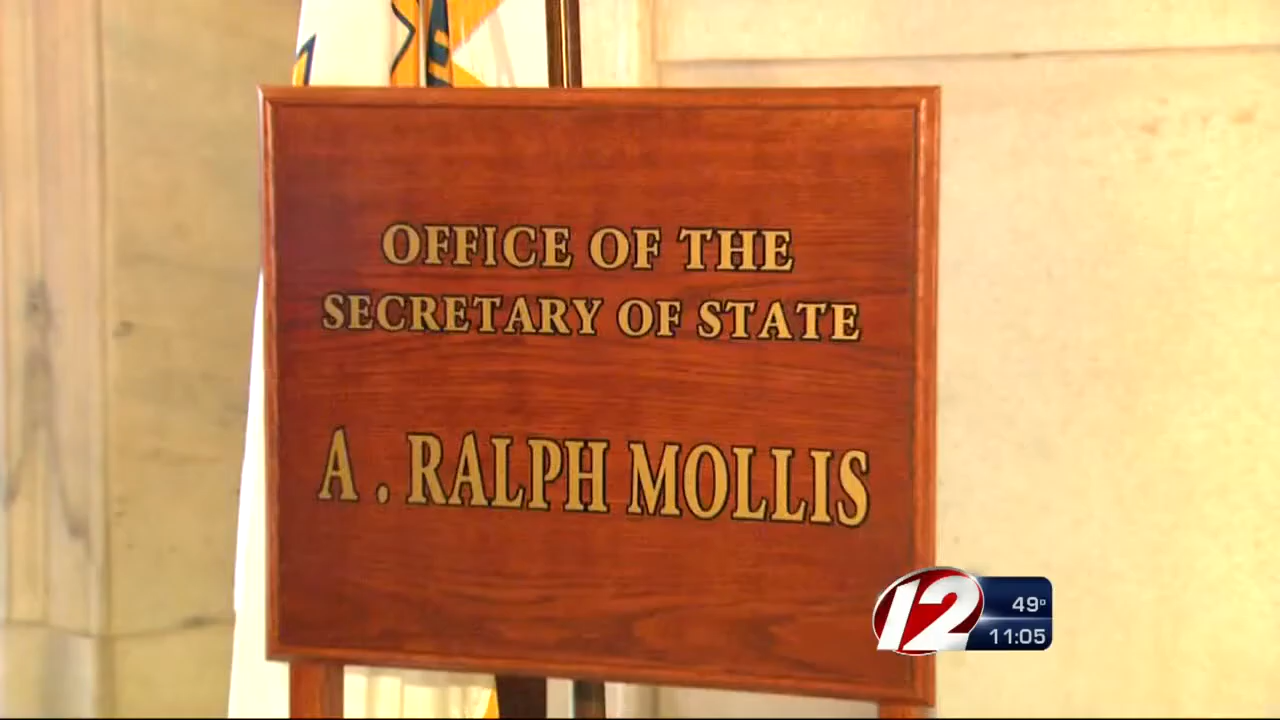 OFFICE OF THE
SECRETARY OF STATE
A . RALPH MOLLIS
12
49°
11:05